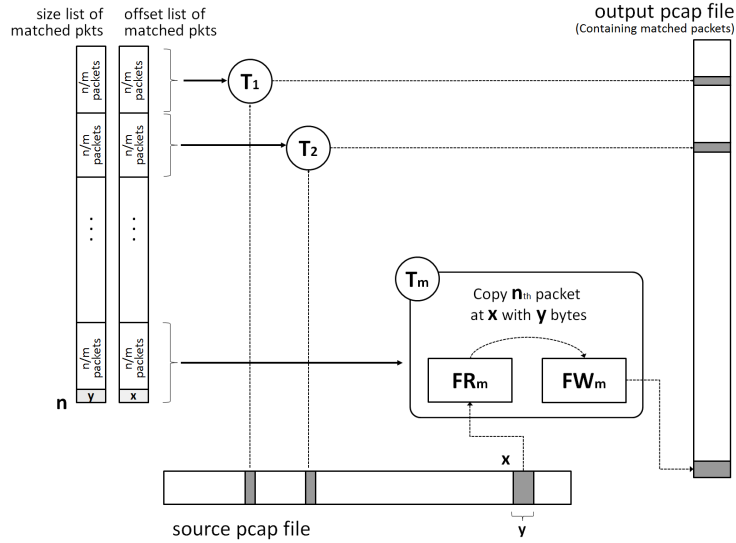 size list of
matched pkts
offset list of
matched pkts
output pcap file
(Containing matched packets)
n/m
packets
n/m
packets
T1
n/m
packets
n/m
packets
T2
Tm
Copy nth packet
at x with y bytes
n/m
packets
n/m
packets
FRm
FWm
n
y
x
x
source pcap file
y